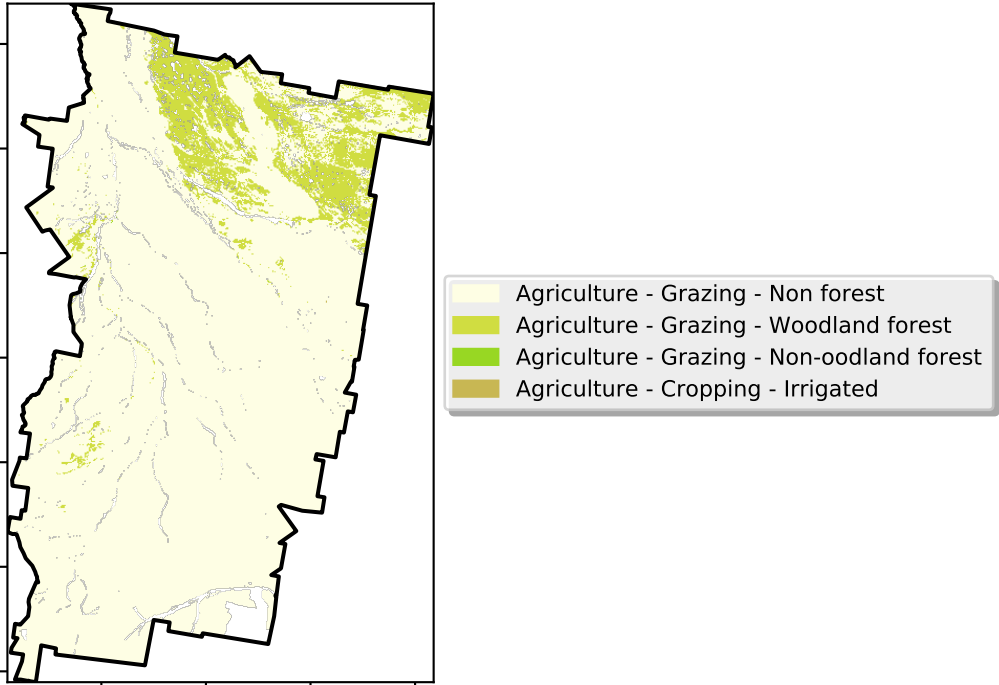 Agriculture - Grazing - Non forest
Agriculture - Grazing - Woodland forest
Agriculture - Grazing - Non-oodland forest
Agriculture - Cropping - Irrigated